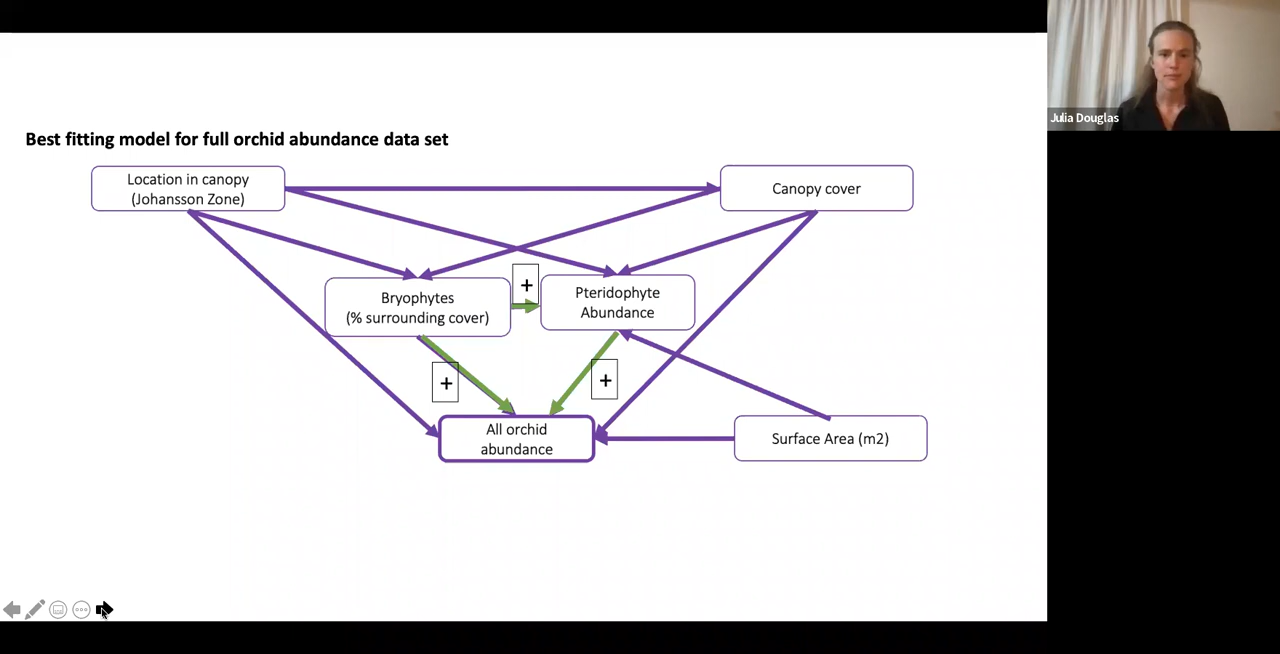 Julia Douglas
Best fitting model for full orchid abundance data set
Location in canopy
(Johansson Zone)
Canopy cover
+
Bryophytes
(% surrounding cover)
Pteridophyte
Abundance
+
+
All orchid
abundance
Surface Area (m2)